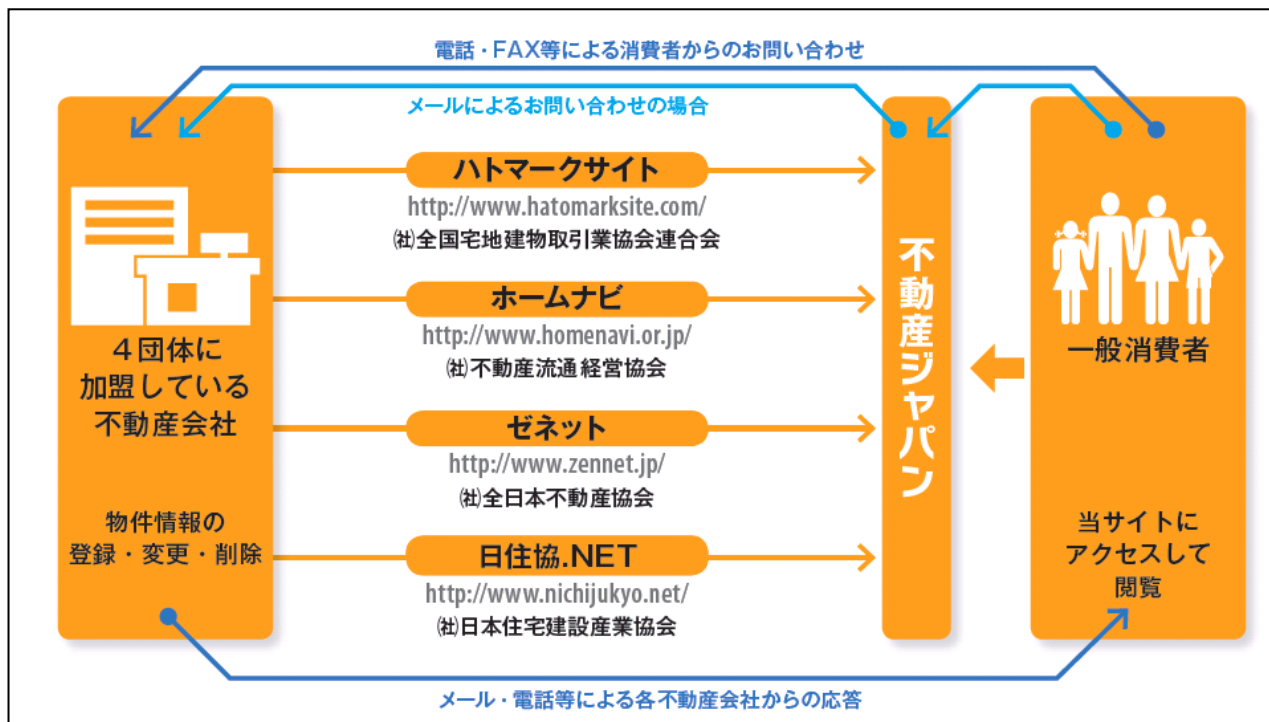 電話・FAX等による消費者からのお問い合わせ
メールによるお問い合わせの場合
4団体に
加盟している
不動産会社
物件情報の
登録・変更・削除
ハトマークサイト
http://www.hatomarksite.com/
㈳全国宅地建物取引業協会連合会
ホームナビ
http://www.homenavi.or.jp/
㈳不動産流通経営協会
ゼネット
http://www.zennet.jp/
㈳全日本不動産協会
日住協.NET
http://www.nichijukyo.net/
㈳日本住宅建設産業協会
不動産ジャパン
一般消費者
当サイトに
アクセスして
閲覧
メール・電話等による各不動産会社からの応答